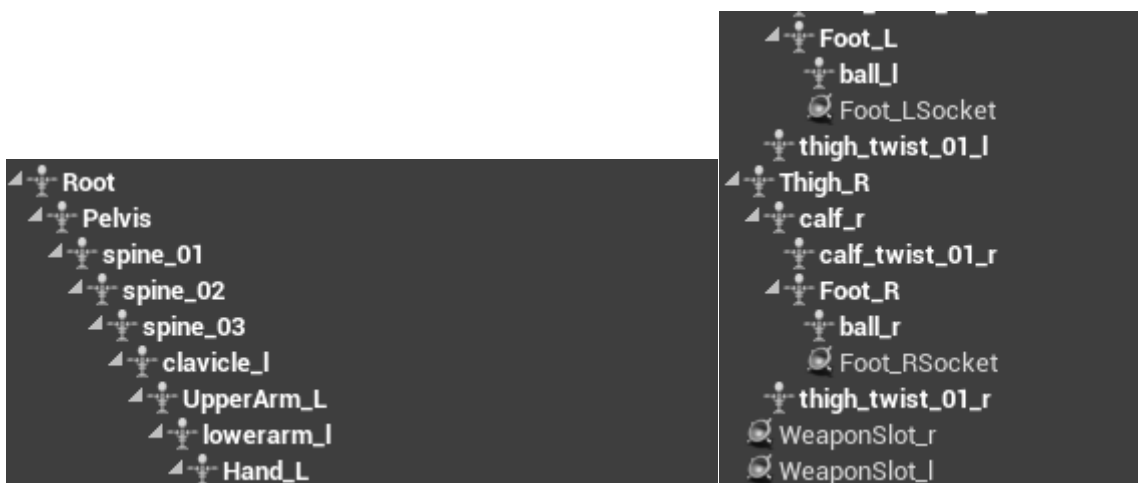 Root
Pelvis
spine_01
spine_02
spine_03
clavicle_l
UpperArm_L
lowerarm_l
Hand_L
Foot_L
ball_l
Foot_LSocket
thigh_twist_01_l
Thigh_R
calf_r
calf_twist_01_r
Foot_R
ball_r
Foot_RSocket
thigh_twist_01_r
WeaponSlot_r
WeaponSlot_l